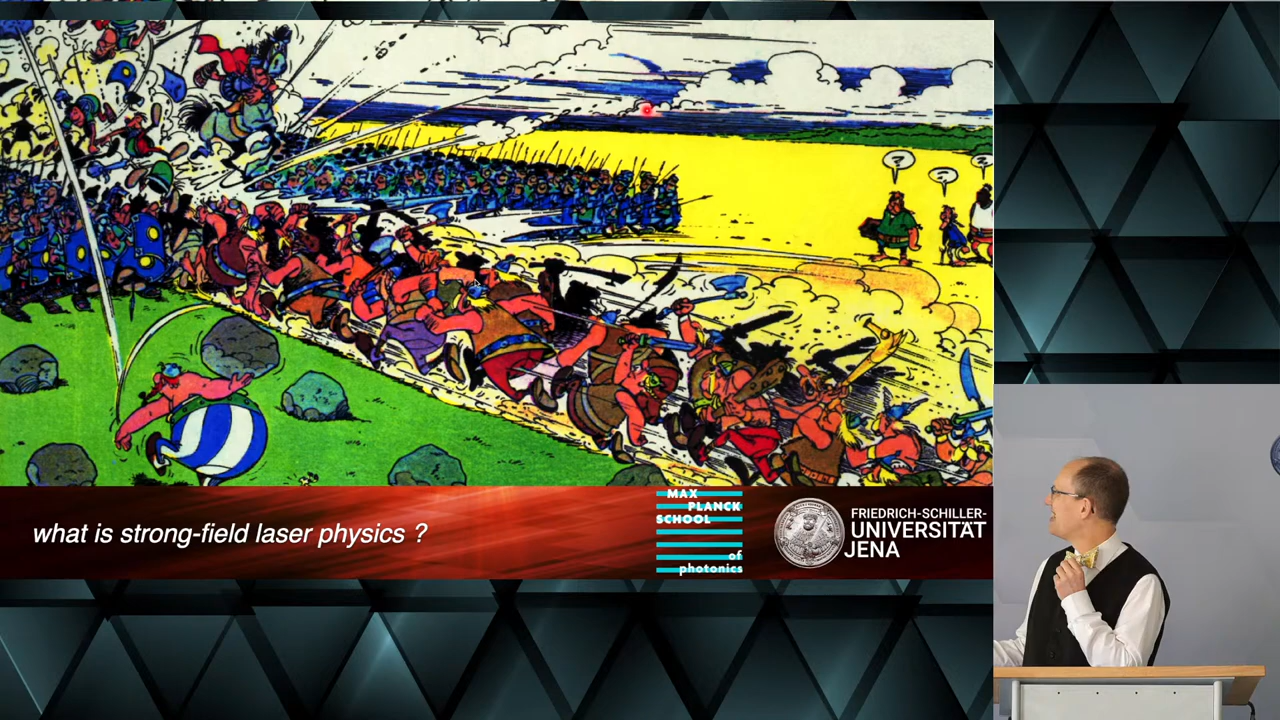 ?
?
?
what is strong-field laser physics ?
MAX
PLANCK
SCHOOL
of
photonics
FRIEDRICH-SCHILLER-
UNIVERSITÄT
JENA